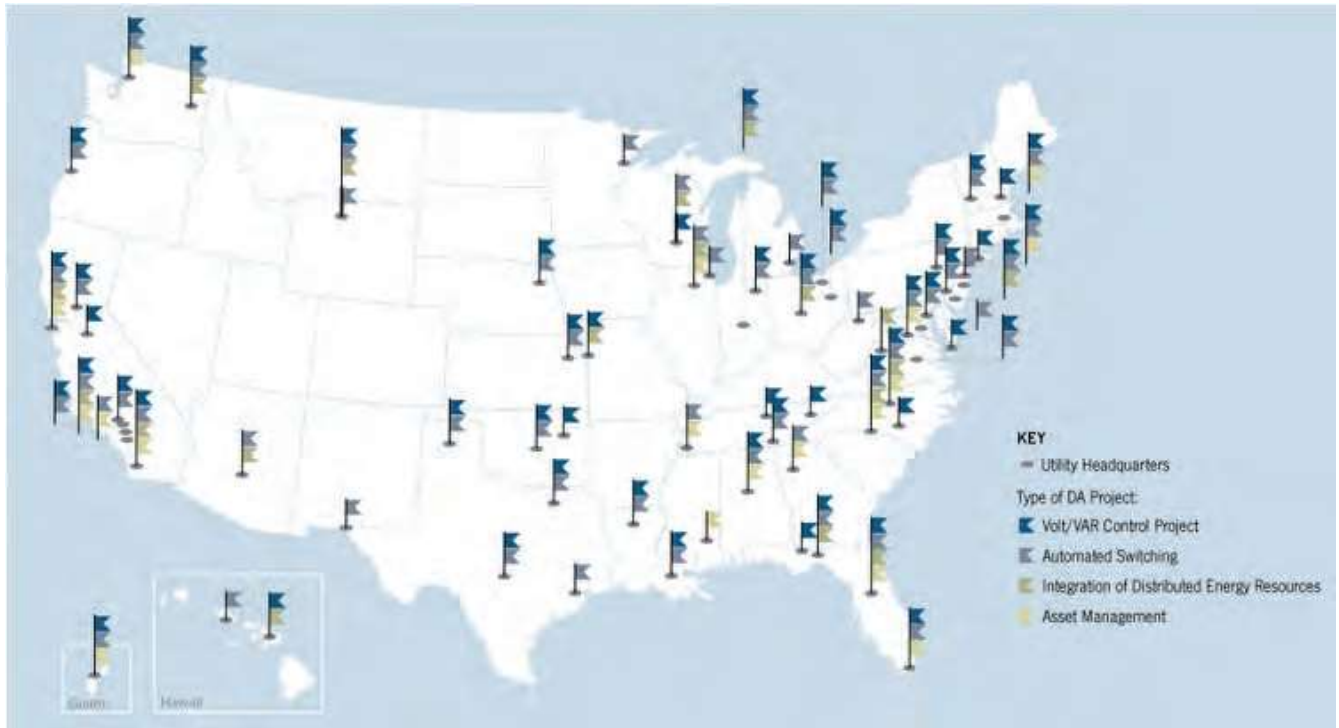 KEY
Utility Headquarters
Type of DA Project:
Volt/VAR Control Project
Automated Switching
Integration of Distributed Energy Resources
Asset Management
Guam
Hawaii